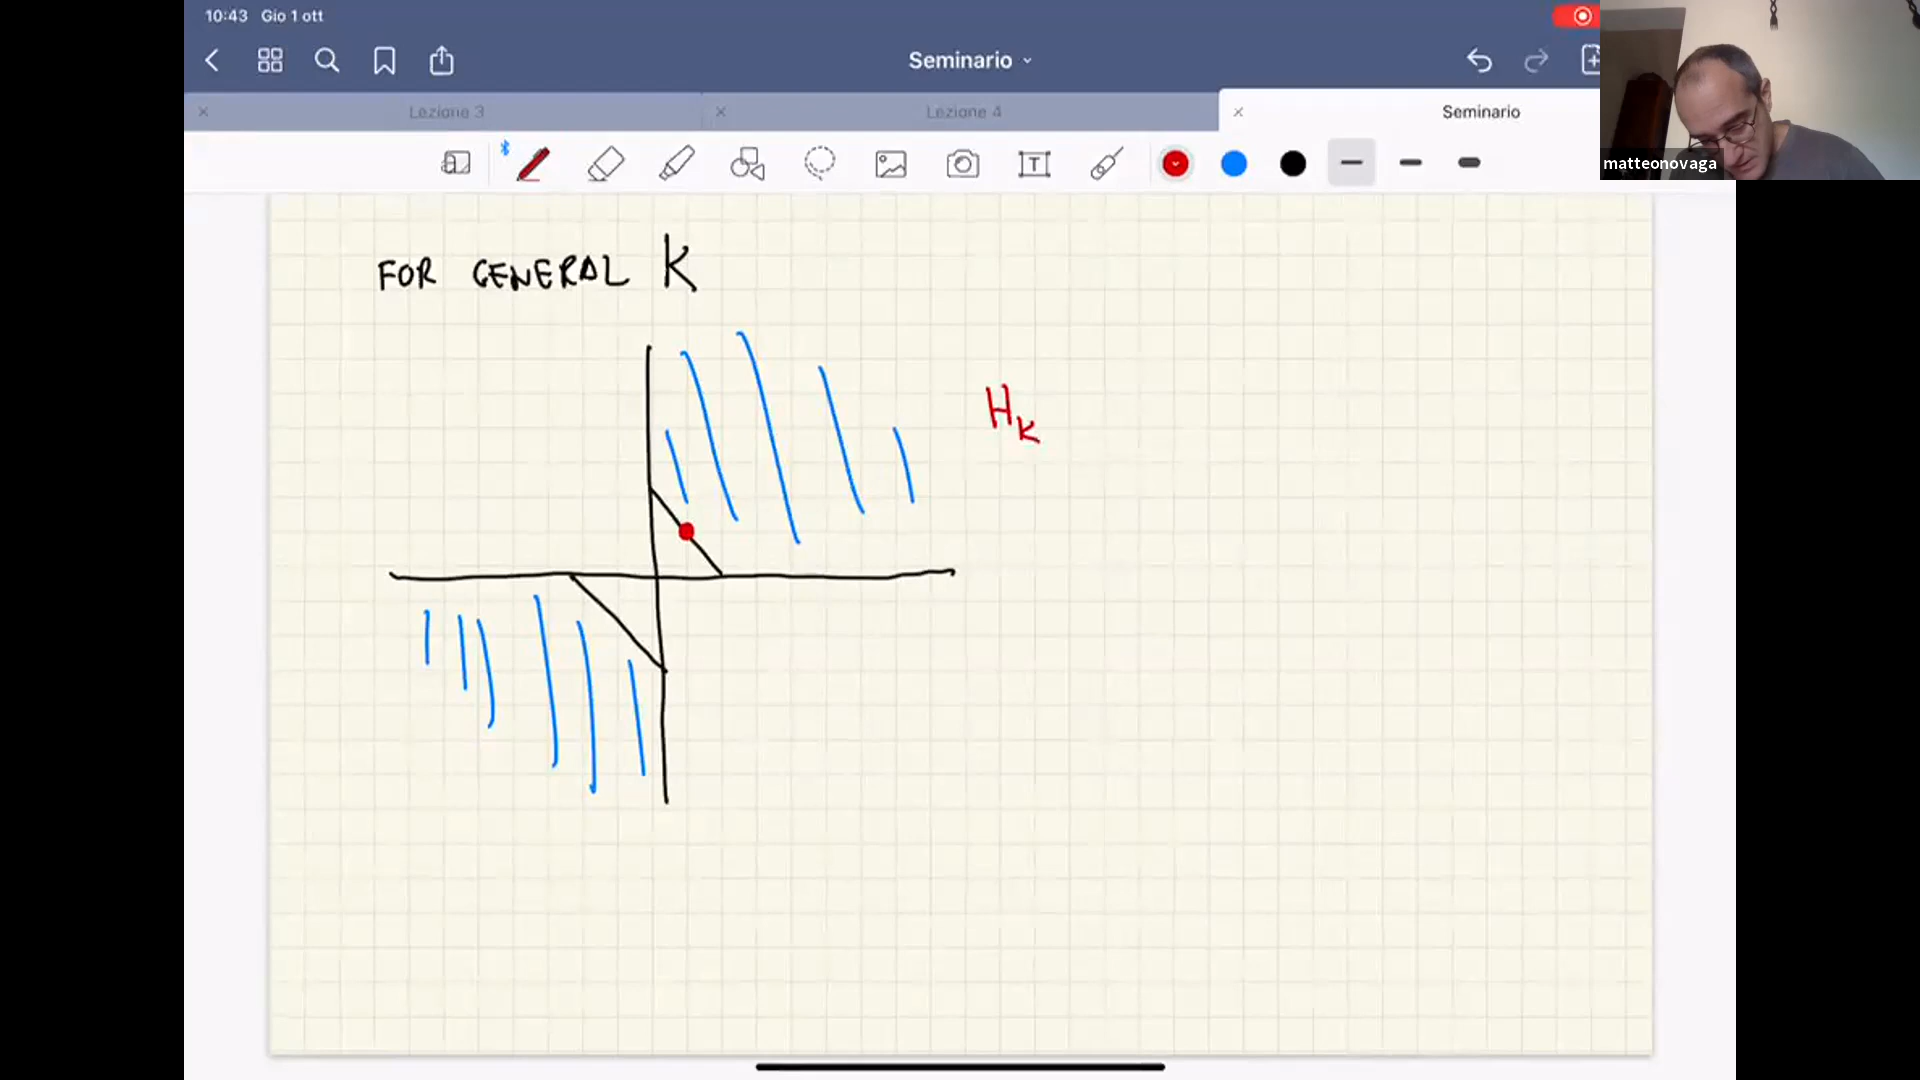 10:43 Gio 1 ott
Seminario
Lezione 3
Lezione 4
Seminario
T
matteonovaga
FOR GENERAL K
H_K